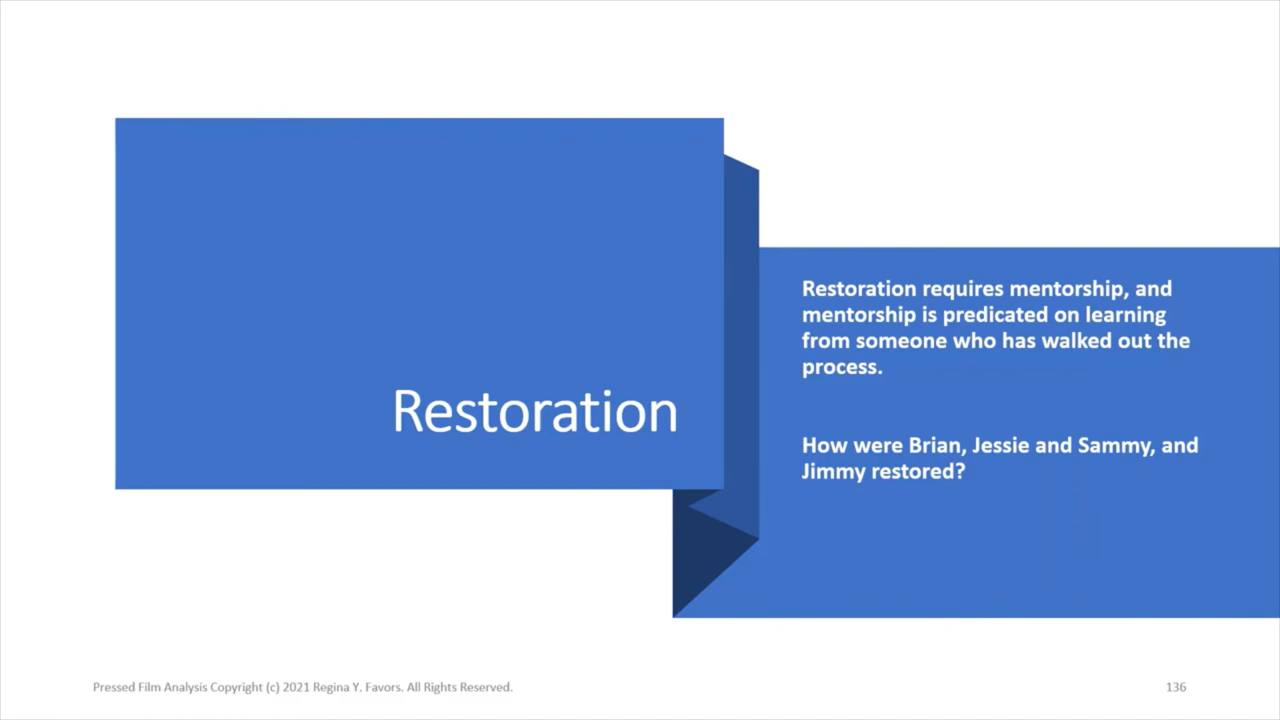 Restoration
Restoration requires mentorship, and
mentorship is predicated on learning
from someone who has walked out the
process.
How were Brian, Jessie and Sammy, and
Jimmy restored?
Pressed Film Analysis Copyright (c) 2021 Regina Y. Favors. All Rights Reserved.
136